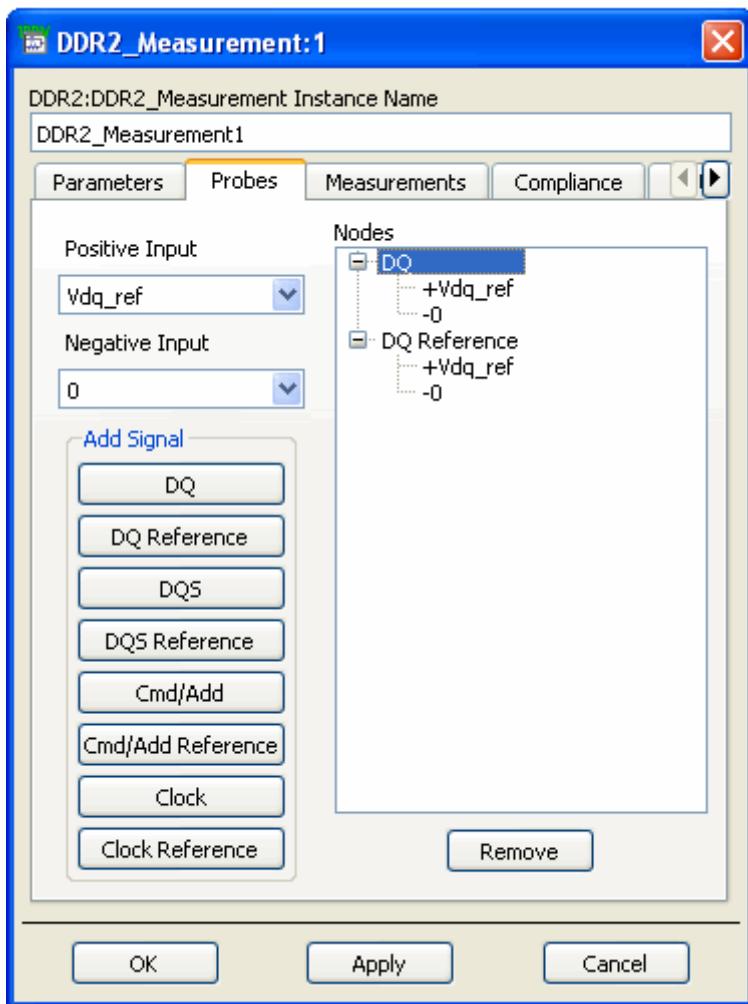 DDR2_Measurement:1
DDR2:DDR2_Measurement Instance Name
DDR2_Measurement1
Parameters
Probes
Measurements
Compliance
Positive Input
Vdq_ref
Negative Input
0
Add Signal
DQ
DQ Reference
DQS
DQS Reference
Cmd/Add
Cmd/Add Reference
Clock
Clock Reference
Nodes
DQ
+Vdq_ref
-0
DQ Reference
+Vdq_ref
-0
Remove
OK
Apply
Cancel